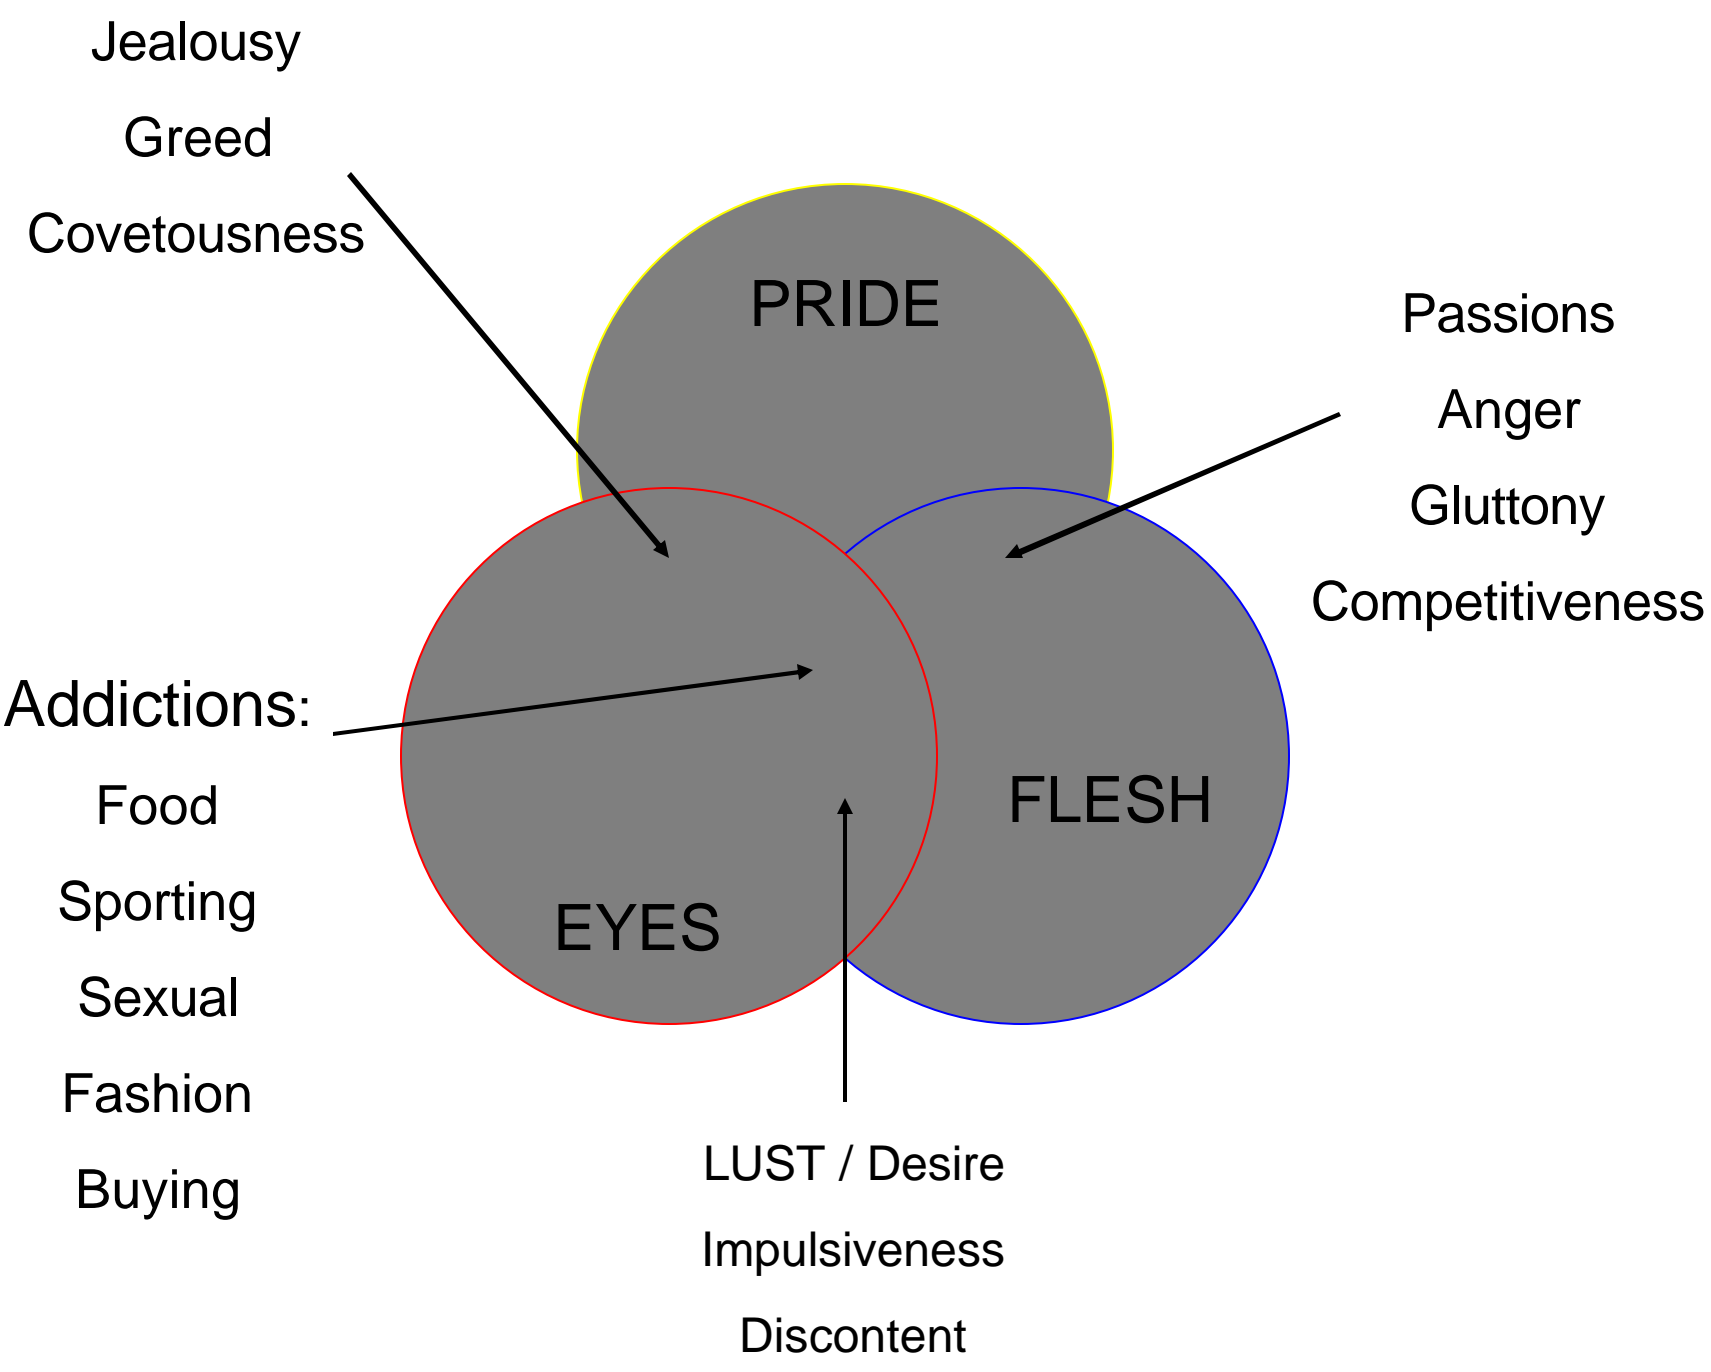 Jealousy
Greed
Covetousness
PRIDE
Passions
Anger
Gluttony
Competitiveness
Addictions:
Food
Sporting
Sexual
Fashion
Buying
FLESH
EYES
LUST / Desire
Impulsiveness
Discontent